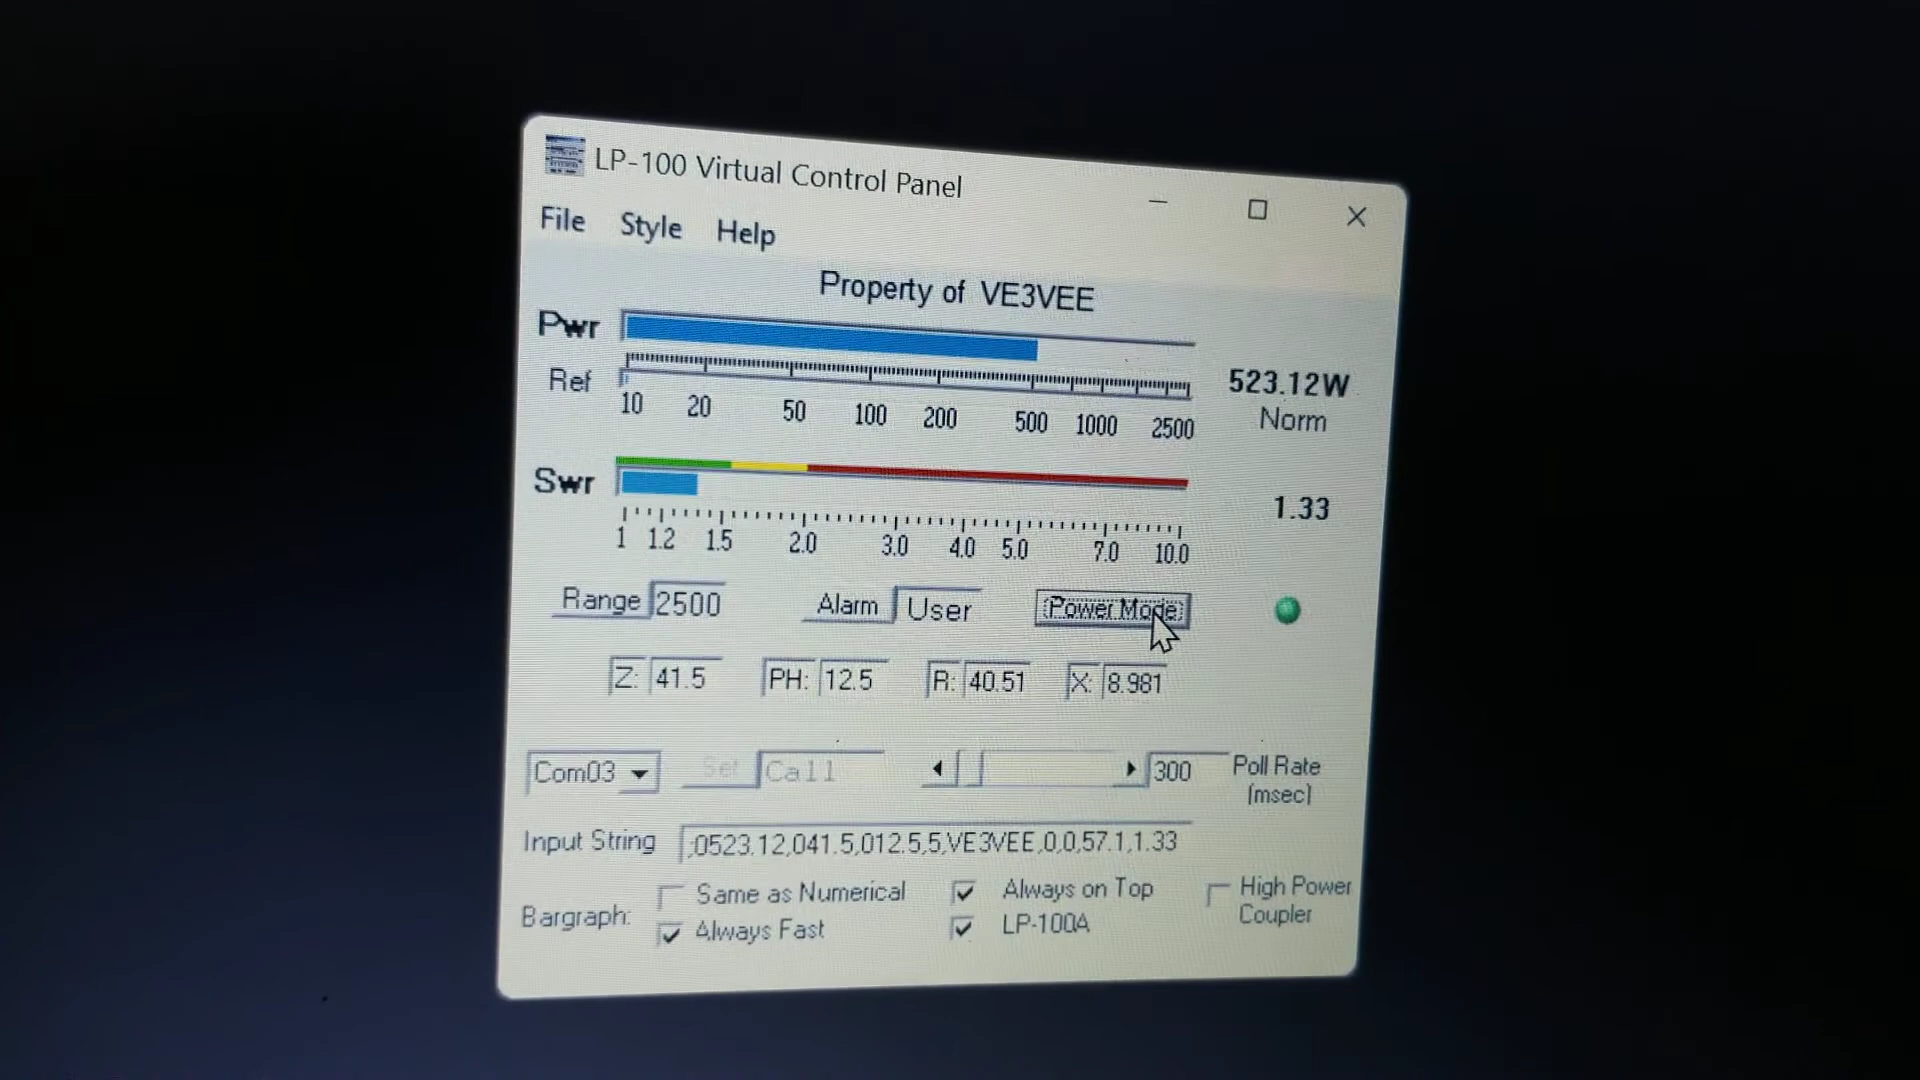 LP-100 Virtual Control Panel
File Style Help
Property of VE3VEE
Pwr
Ref
10 20 50 100 200 500 1000 2500
523.12W
Norm
Swr
1 1.2 1.5 2.0 3.0 4.0 5.0 7.0 10.0
1.33
Range 2500 Alarm User Power Mode
Z: 41.5 PH: 12.5 R: 40.51 X: 8.981
Com03 Set Call 300 Poll Rate
(msec)
Input String ;0523.12,041.5,012.5,5,VE3VEE,0,0,57.1,1.33
Bargraph: Same as Numerical Always on Top High Power
Coupler
Always Fast LP-100A